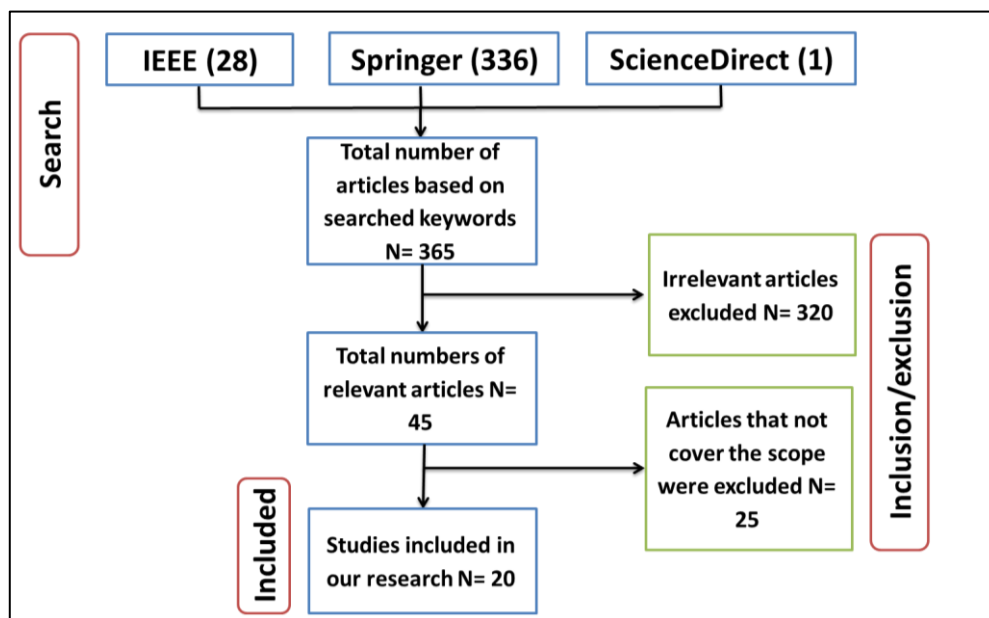 IEEE (28)
Springer (336)
ScienceDirect (1)
Search
Total number of
articles based on
searched keywords
N= 365
Irrelevant articles
excluded N= 320
Inclusion/exclusion
Total numbers of
relevant articles N=
45
Articles that not
cover the scope
were excluded N=
25
Included
Studies included in
our research N= 20